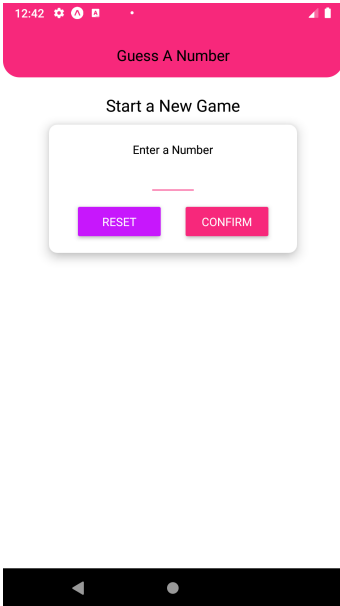 12:42
Guess A Number
Start a New Game
Enter a Number
RESET CONFIRM